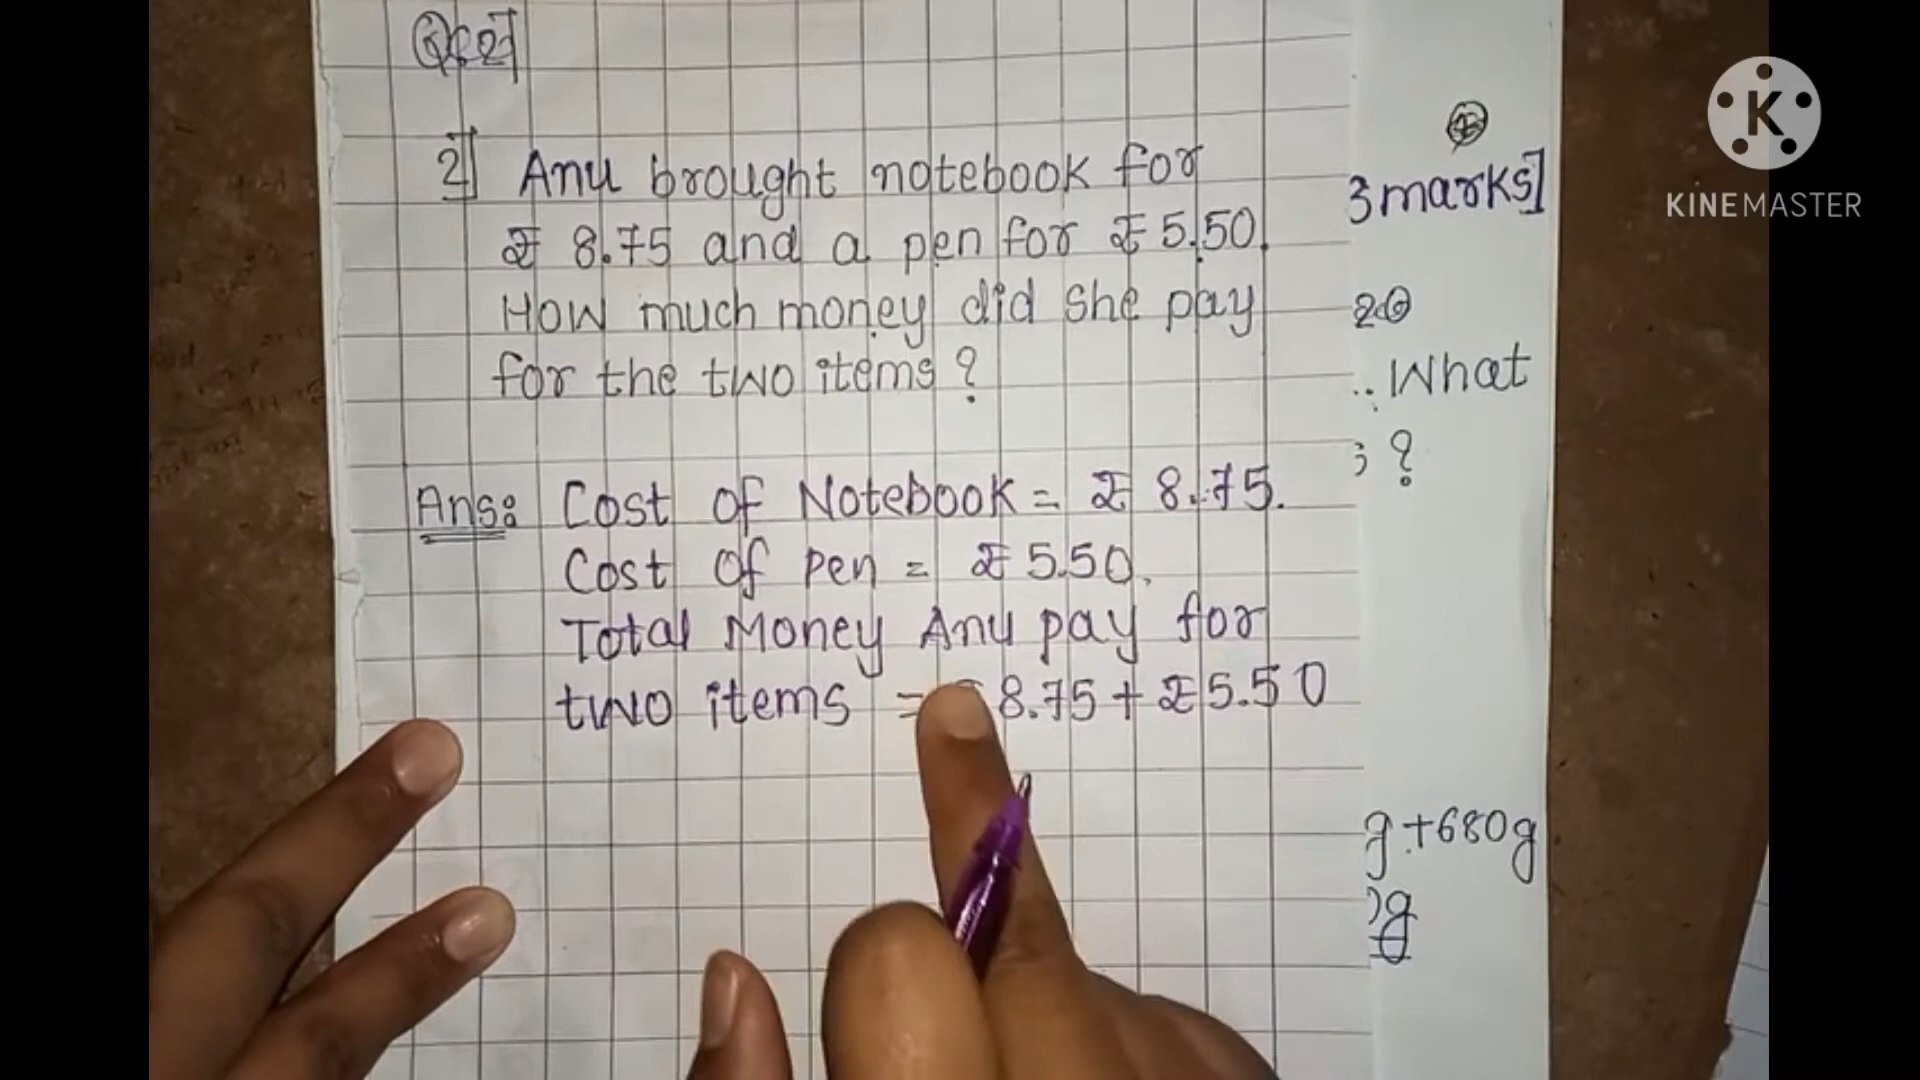 Q.2]
2] Anu brought notebook for
₹ 8.75 and a pen for ₹ 5.50.
How much money did she pay
for the two items?
Ans: Cost of Notebook = ₹ 8.75.
Cost of pen = ₹ 5.50.
Total Money Anu pay for
two items = 8.75 + ₹ 5.50
3 marks]
20
.. What
?
g + 680g
g
K
KINEMASTER